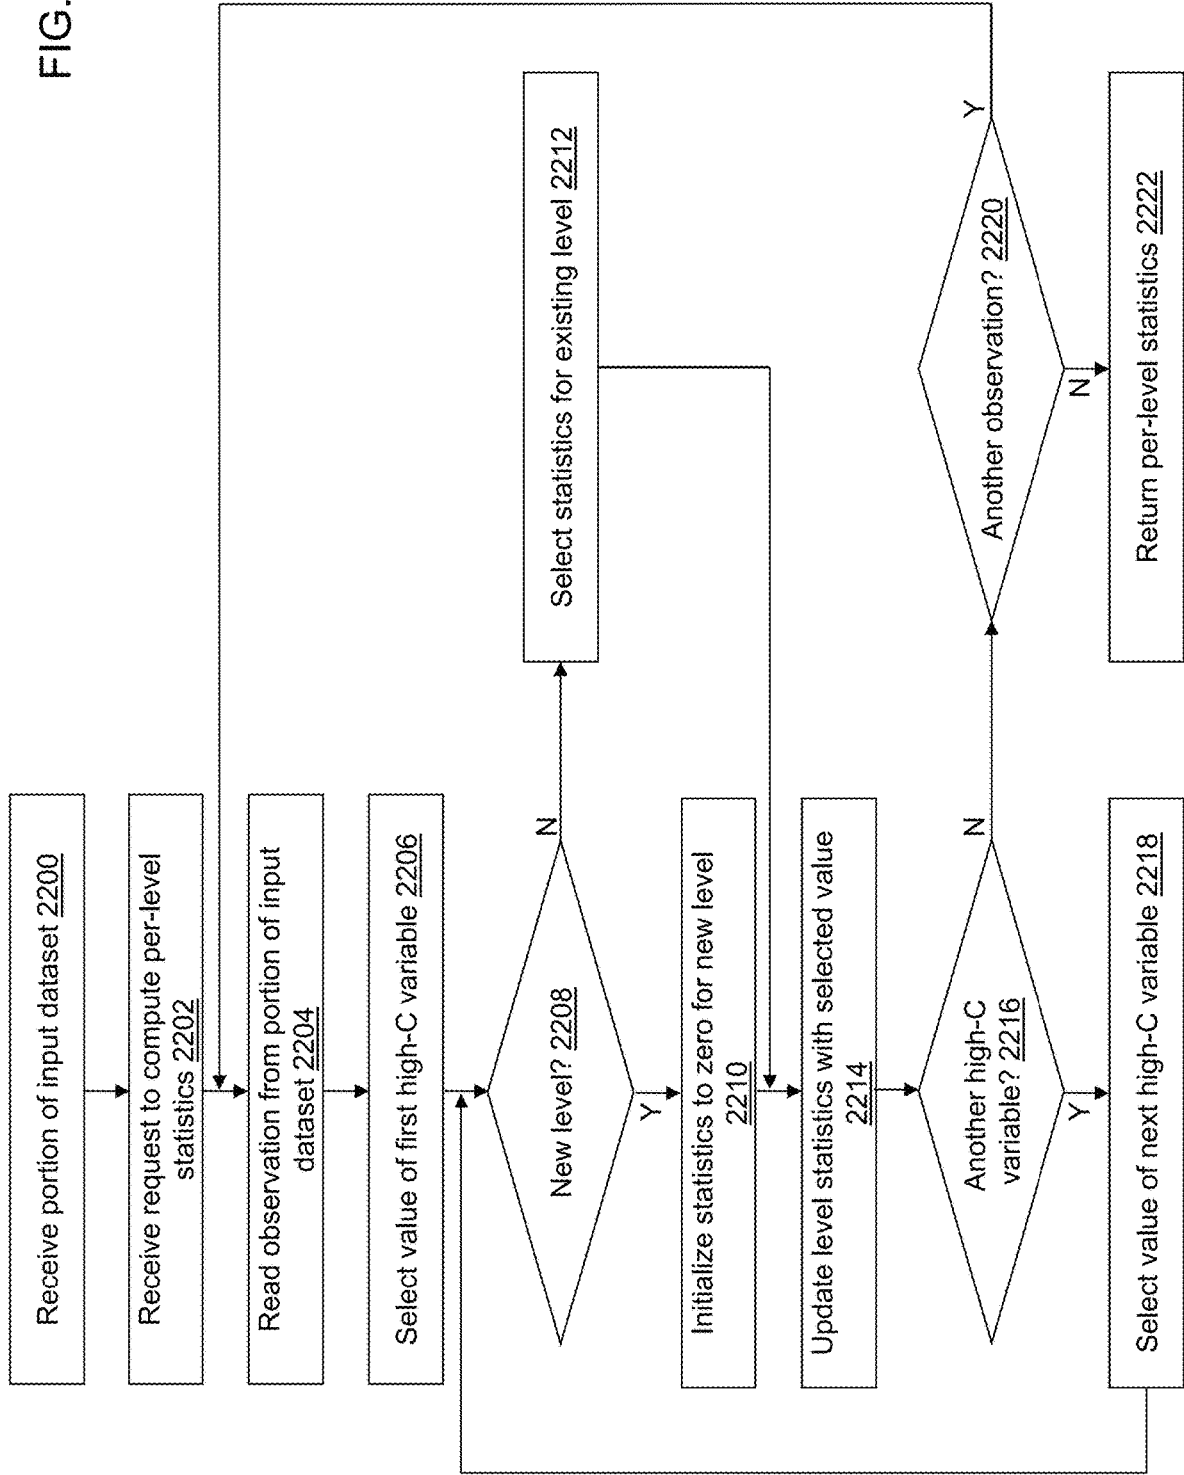 FIG.
Receive portion of input dataset 2200
Receive request to compute per-level
statistics 2202
Read observation from portion of input
dataset 2204
Select value of first high-C variable 2206
New level? 2208
N
Y
Select statistics for existing level 2212
Initialize statistics to zero for new level
2210
Update level statistics with selected value
2214
Another high-C
variable? 2216
N
Y
Another observation? 2220
Y
N
Select value of next high-C variable 2218
Return per-level statistics 2222